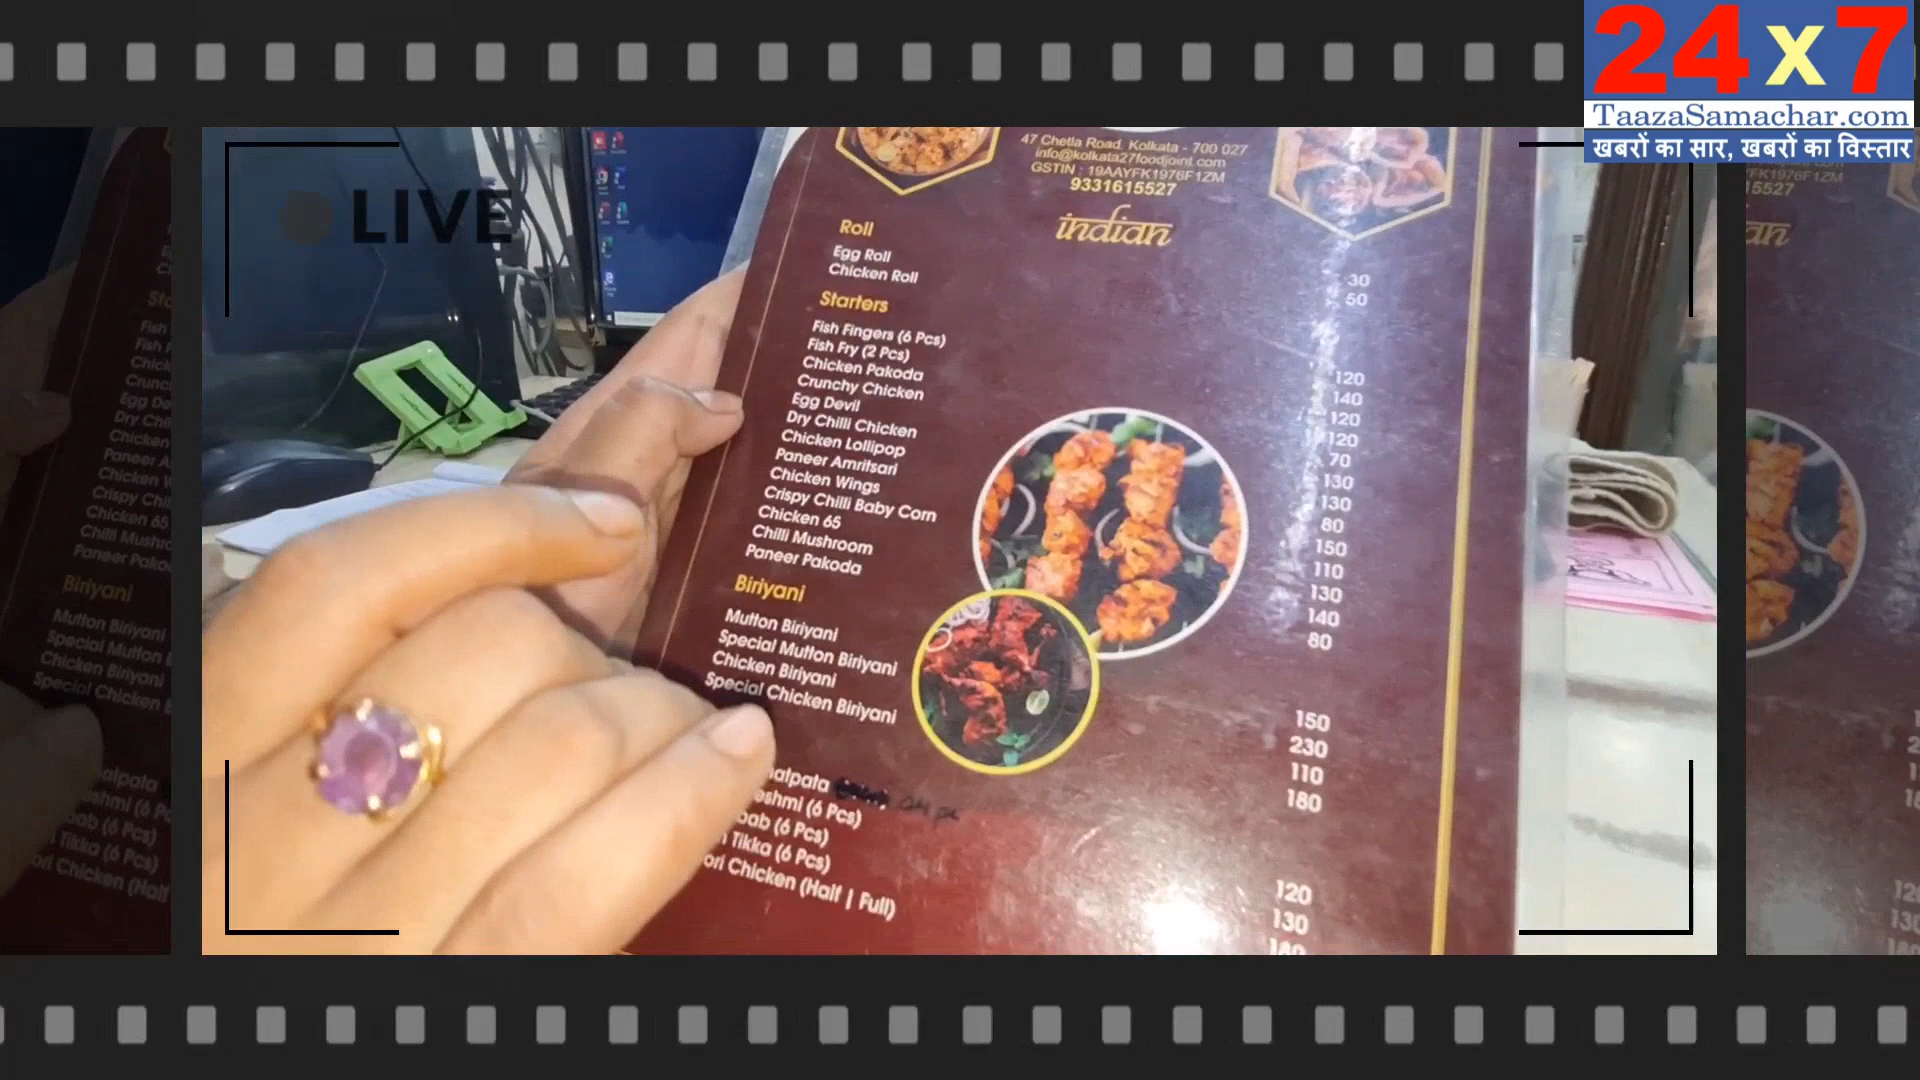 24x7
TaazaSamachar.com
खबरों का सार, खबरों का विस्तार
LIVE
47 Chetla Road. Kolkata - 700 027
info@kolkata27foodjoint.com
GSTIN : 19AAYFK1976F1ZM
9331615527
indian
Roll
Egg Roll 30
Chicken Roll 50
Starters
Fish Fingers (6 Pcs) 120
Fish Fry (2 Pcs) 140
Chicken Pakoda 120
Crunchy Chicken 120
Egg Devil 70
Dry Chilli Chicken 130
Chicken Lollipop 130
Paneer Amritsari 80
Chicken Wings 150
Crispy Chilli Baby Corn 110
Chicken 65 130
Chilli Mushroom 140
Paneer Pakoda 80
Biriyani
Mutton Biriyani 150
Special Mutton Biriyani 230
Chicken Biriyani 110
Special Chicken Biriyani 180
(6 Pcs) 120
(6 Pcs) 130
Tikka (6 Pcs) 180
Chicken (Half | Full)